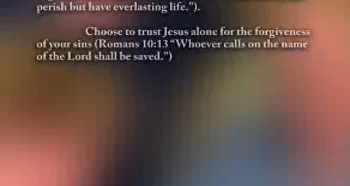 perish but have everlasting life.”).
Choose to trust Jesus alone for the forgiveness
of your sins (Romans 10:13 “Whoever calls on the name
of the Lord shall be saved.”)